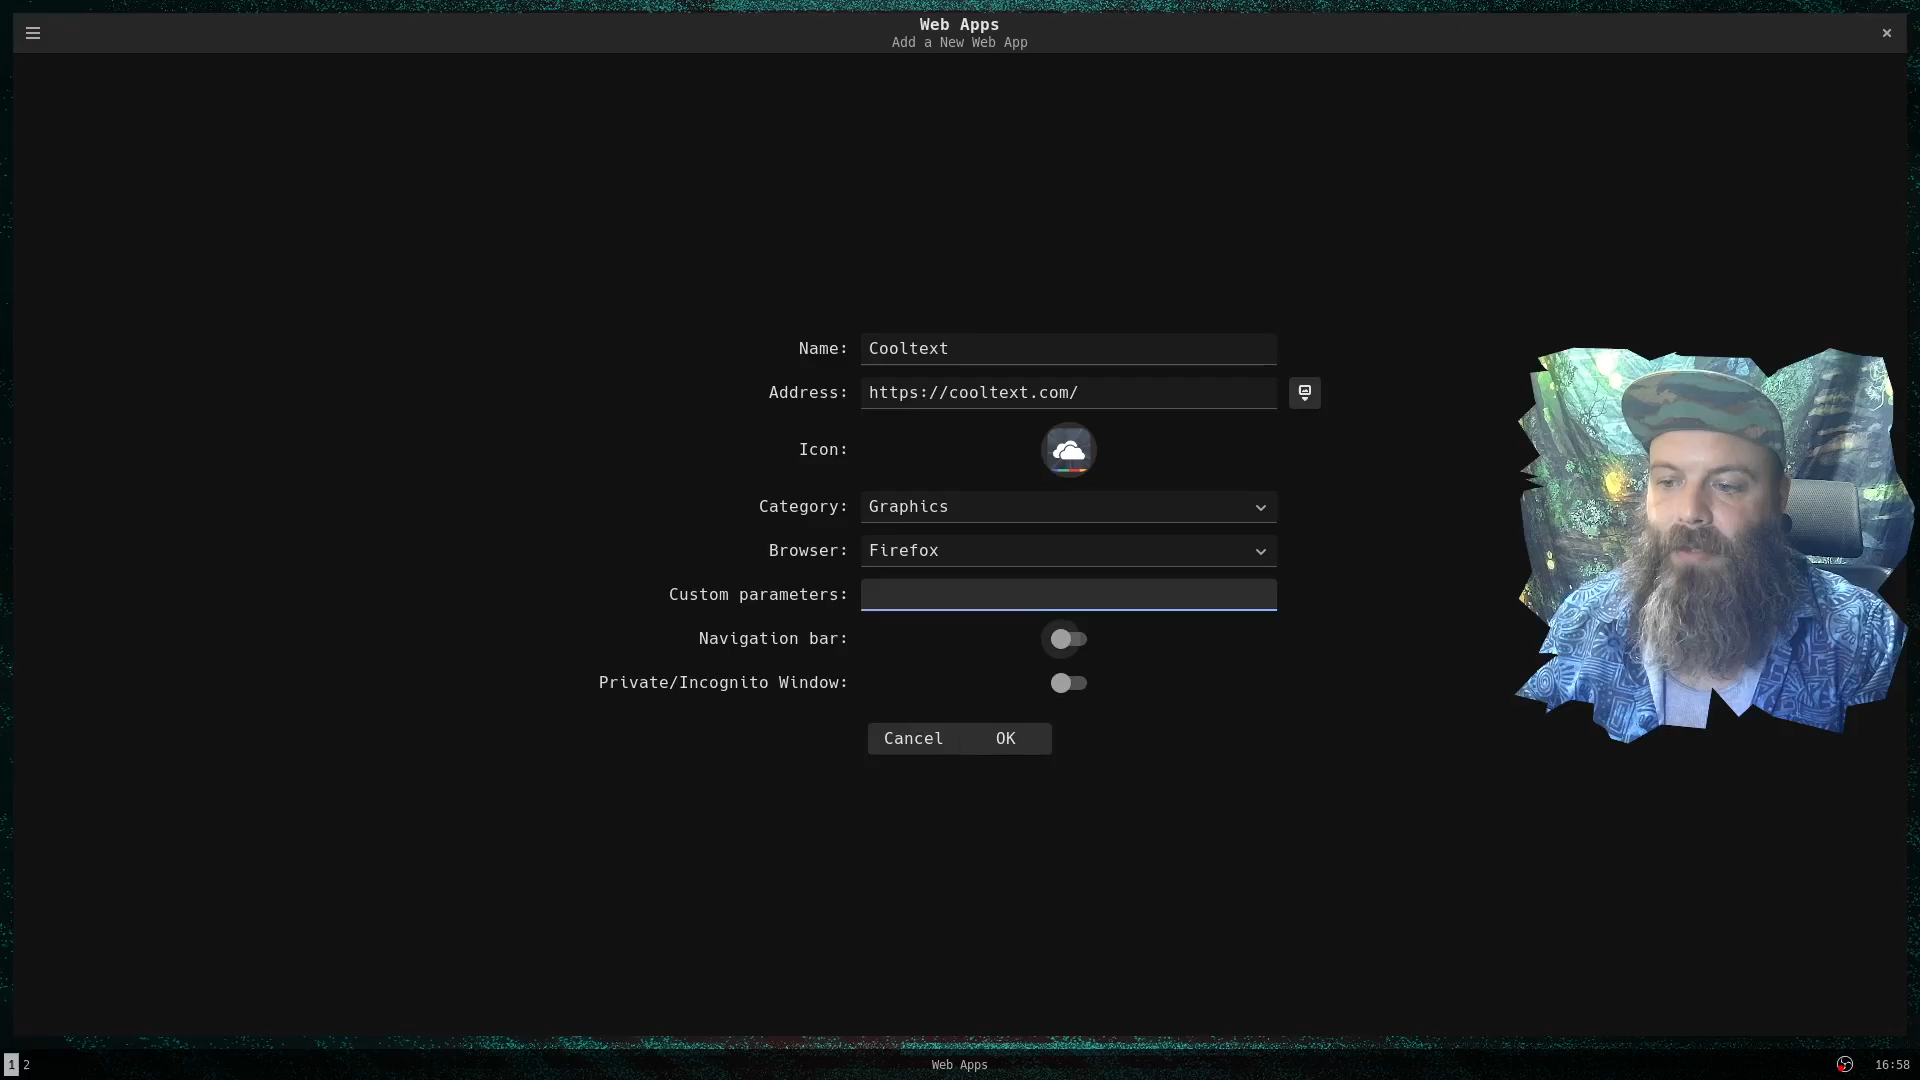 Web Apps
Add a New Web App
Name: Cooltext
Address: https://cooltext.com/
Icon:
Category: Graphics
Browser: Firefox
Custom parameters:
Navigation bar:
Private/Incognito Window:
Cancel OK
1 2 Web Apps 16:58